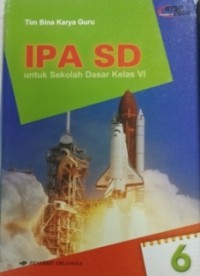 Tim Bina Karya Guru
IPA SD
untuk Sekolah Dasar Kelas VI
6